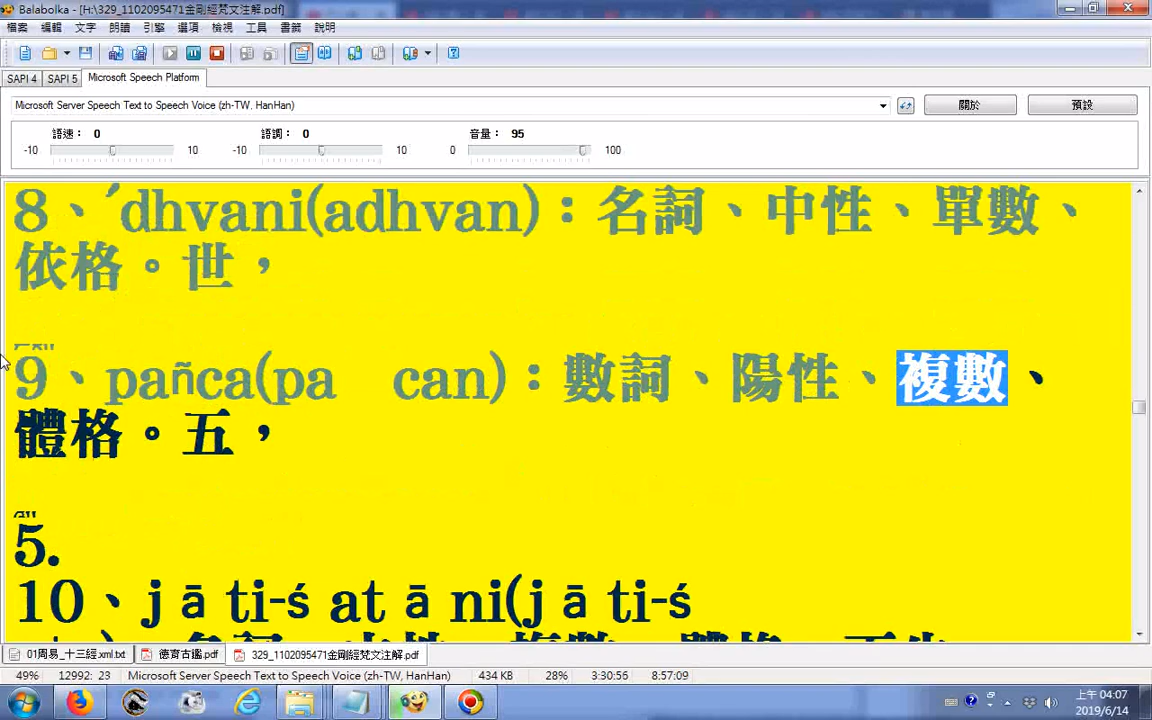 Balabolka - [H:\329_1102095471金剛經梵文注解.pdf]
檔案 編輯 文字 朗讀 引擎 選項 檢視 工具 書籤 說明
SAPI 4 SAPI 5 Microsoft Speech Platform
Microsoft Server Speech Text to Speech Voice (zh-TW, HanHan) 關於 預設
語速： 0 語調： 0 音量： 95
-10 10 -10 10 0 100
8、´dhvani(adhvan)：名詞、中性、單數、
依格。世，
9、pañca(pa can)：數詞、陽性、複數、
體格。五，
5.
10、j ā ti-ś at ā ni(j ā ti-ś
01周易_十三經.xml.txt 德育古鑑.pdf 329_1102095471金剛經梵文注解.pdf
49% 12992: 23 Microsoft Server Speech Text to Speech Voice (zh-TW, HanHan) 434 KB 28% 3:30:55 8:57:09
上午 04:07
2019/6/14